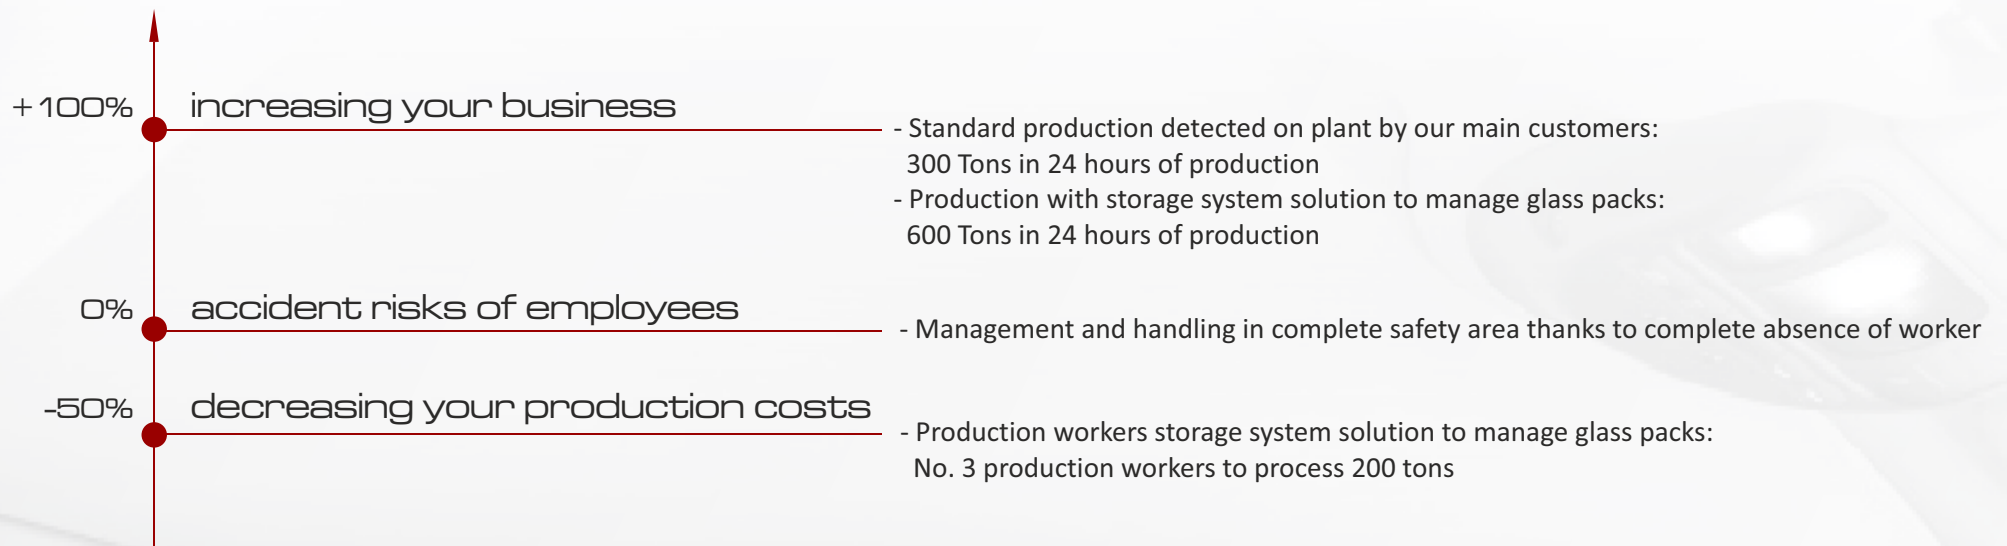 +100%
increasing your business
- Standard production detected on plant by our main customers:
300 Tons in 24 hours of production
- Production with storage system solution to manage glass packs:
600 Tons in 24 hours of production
0%
accident risks of employees
- Management and handling in complete safety area thanks to complete absence of worker
-50%
decreasing your production costs
- Production workers storage system solution to manage glass packs:
No. 3 production workers to process 200 tons